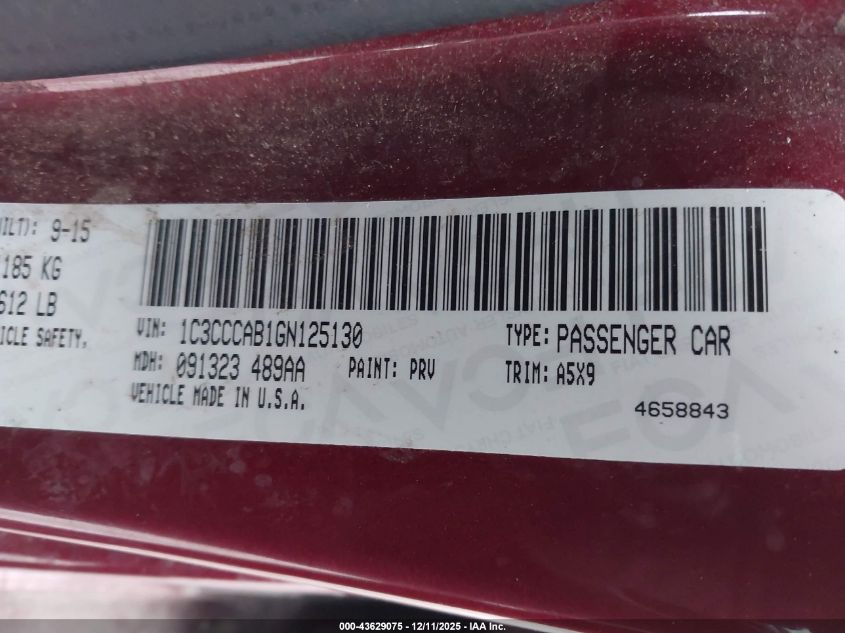 UILT): 9-15
185 KG
612 LB
ICLE SAFETY,
VIN: 1C3CCCAB1GN125130
TYPE: PASSENGER CAR
MDH: 091323 489AA
PAINT: PRV
TRIM: A5X9
VEHICLE MADE IN U.S.A.
4658843
000-43629075 - 12/11/2025 - IAA Inc.